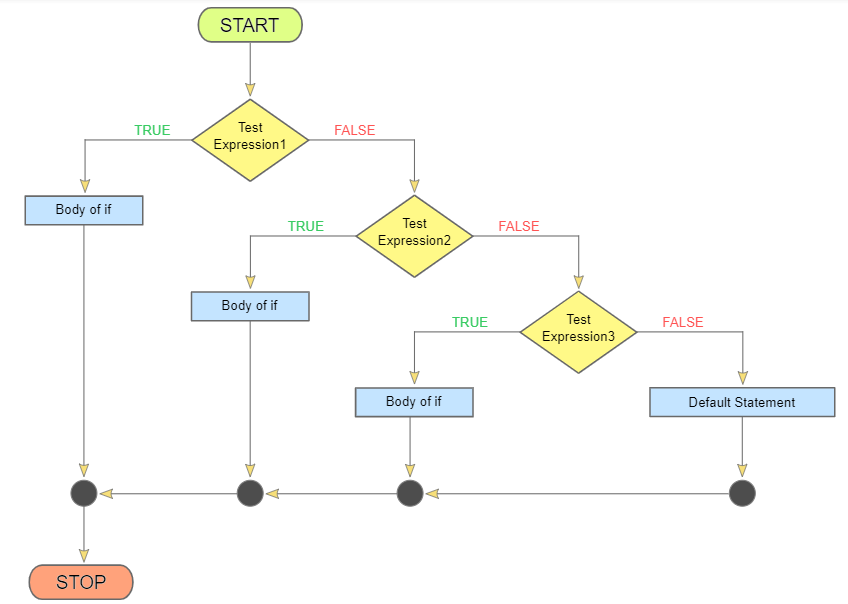 START
TRUE
Test
Expression1
FALSE
Body of if
TRUE
Test
Expression2
FALSE
Body of if
TRUE
Test
Expression3
FALSE
Body of if
Default Statement
STOP